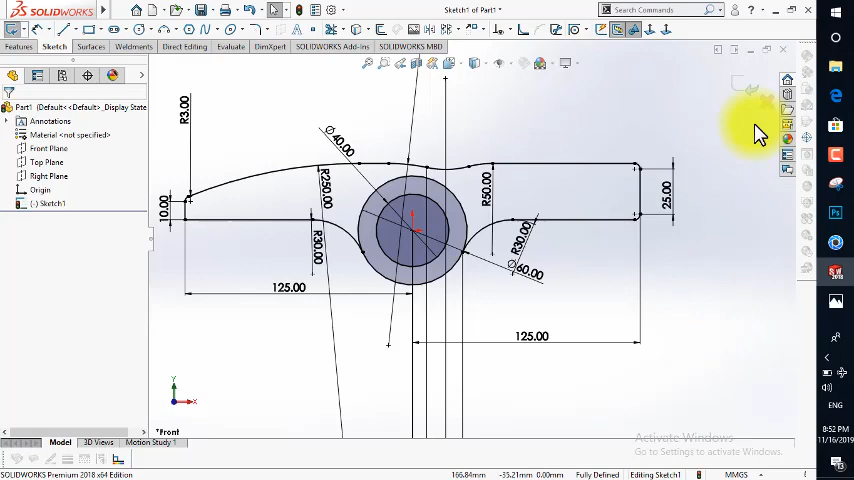 SOLIDWORKS
Sketch1 of Part1 *
Search Commands
Features
Sketch
Surfaces
Weldments
Direct Editing
Evaluate
DimXpert
SOLIDWORKS Add-Ins
SOLIDWORKS MBD
Part1 (Default<<Default>_Display State
Annotations
Material <not specified>
Front Plane
Top Plane
Right Plane
Origin
(-) Sketch1
R3.00
Ø40.00
R250.00
R50.00
25.00
10.00
R30.00
R30.00
Ø60.00
125.00
125.00
Y
X
*Front
Model
3D Views
Motion Study 1
Activate Windows
Go to Settings to activate Windows.
SOLIDWORKS Premium 2018 x64 Edition
166.84mm
-35.21mm
0.00mm
Fully Defined
Editing Sketch1
MMGS
ENG
8:52 PM
11/16/2019